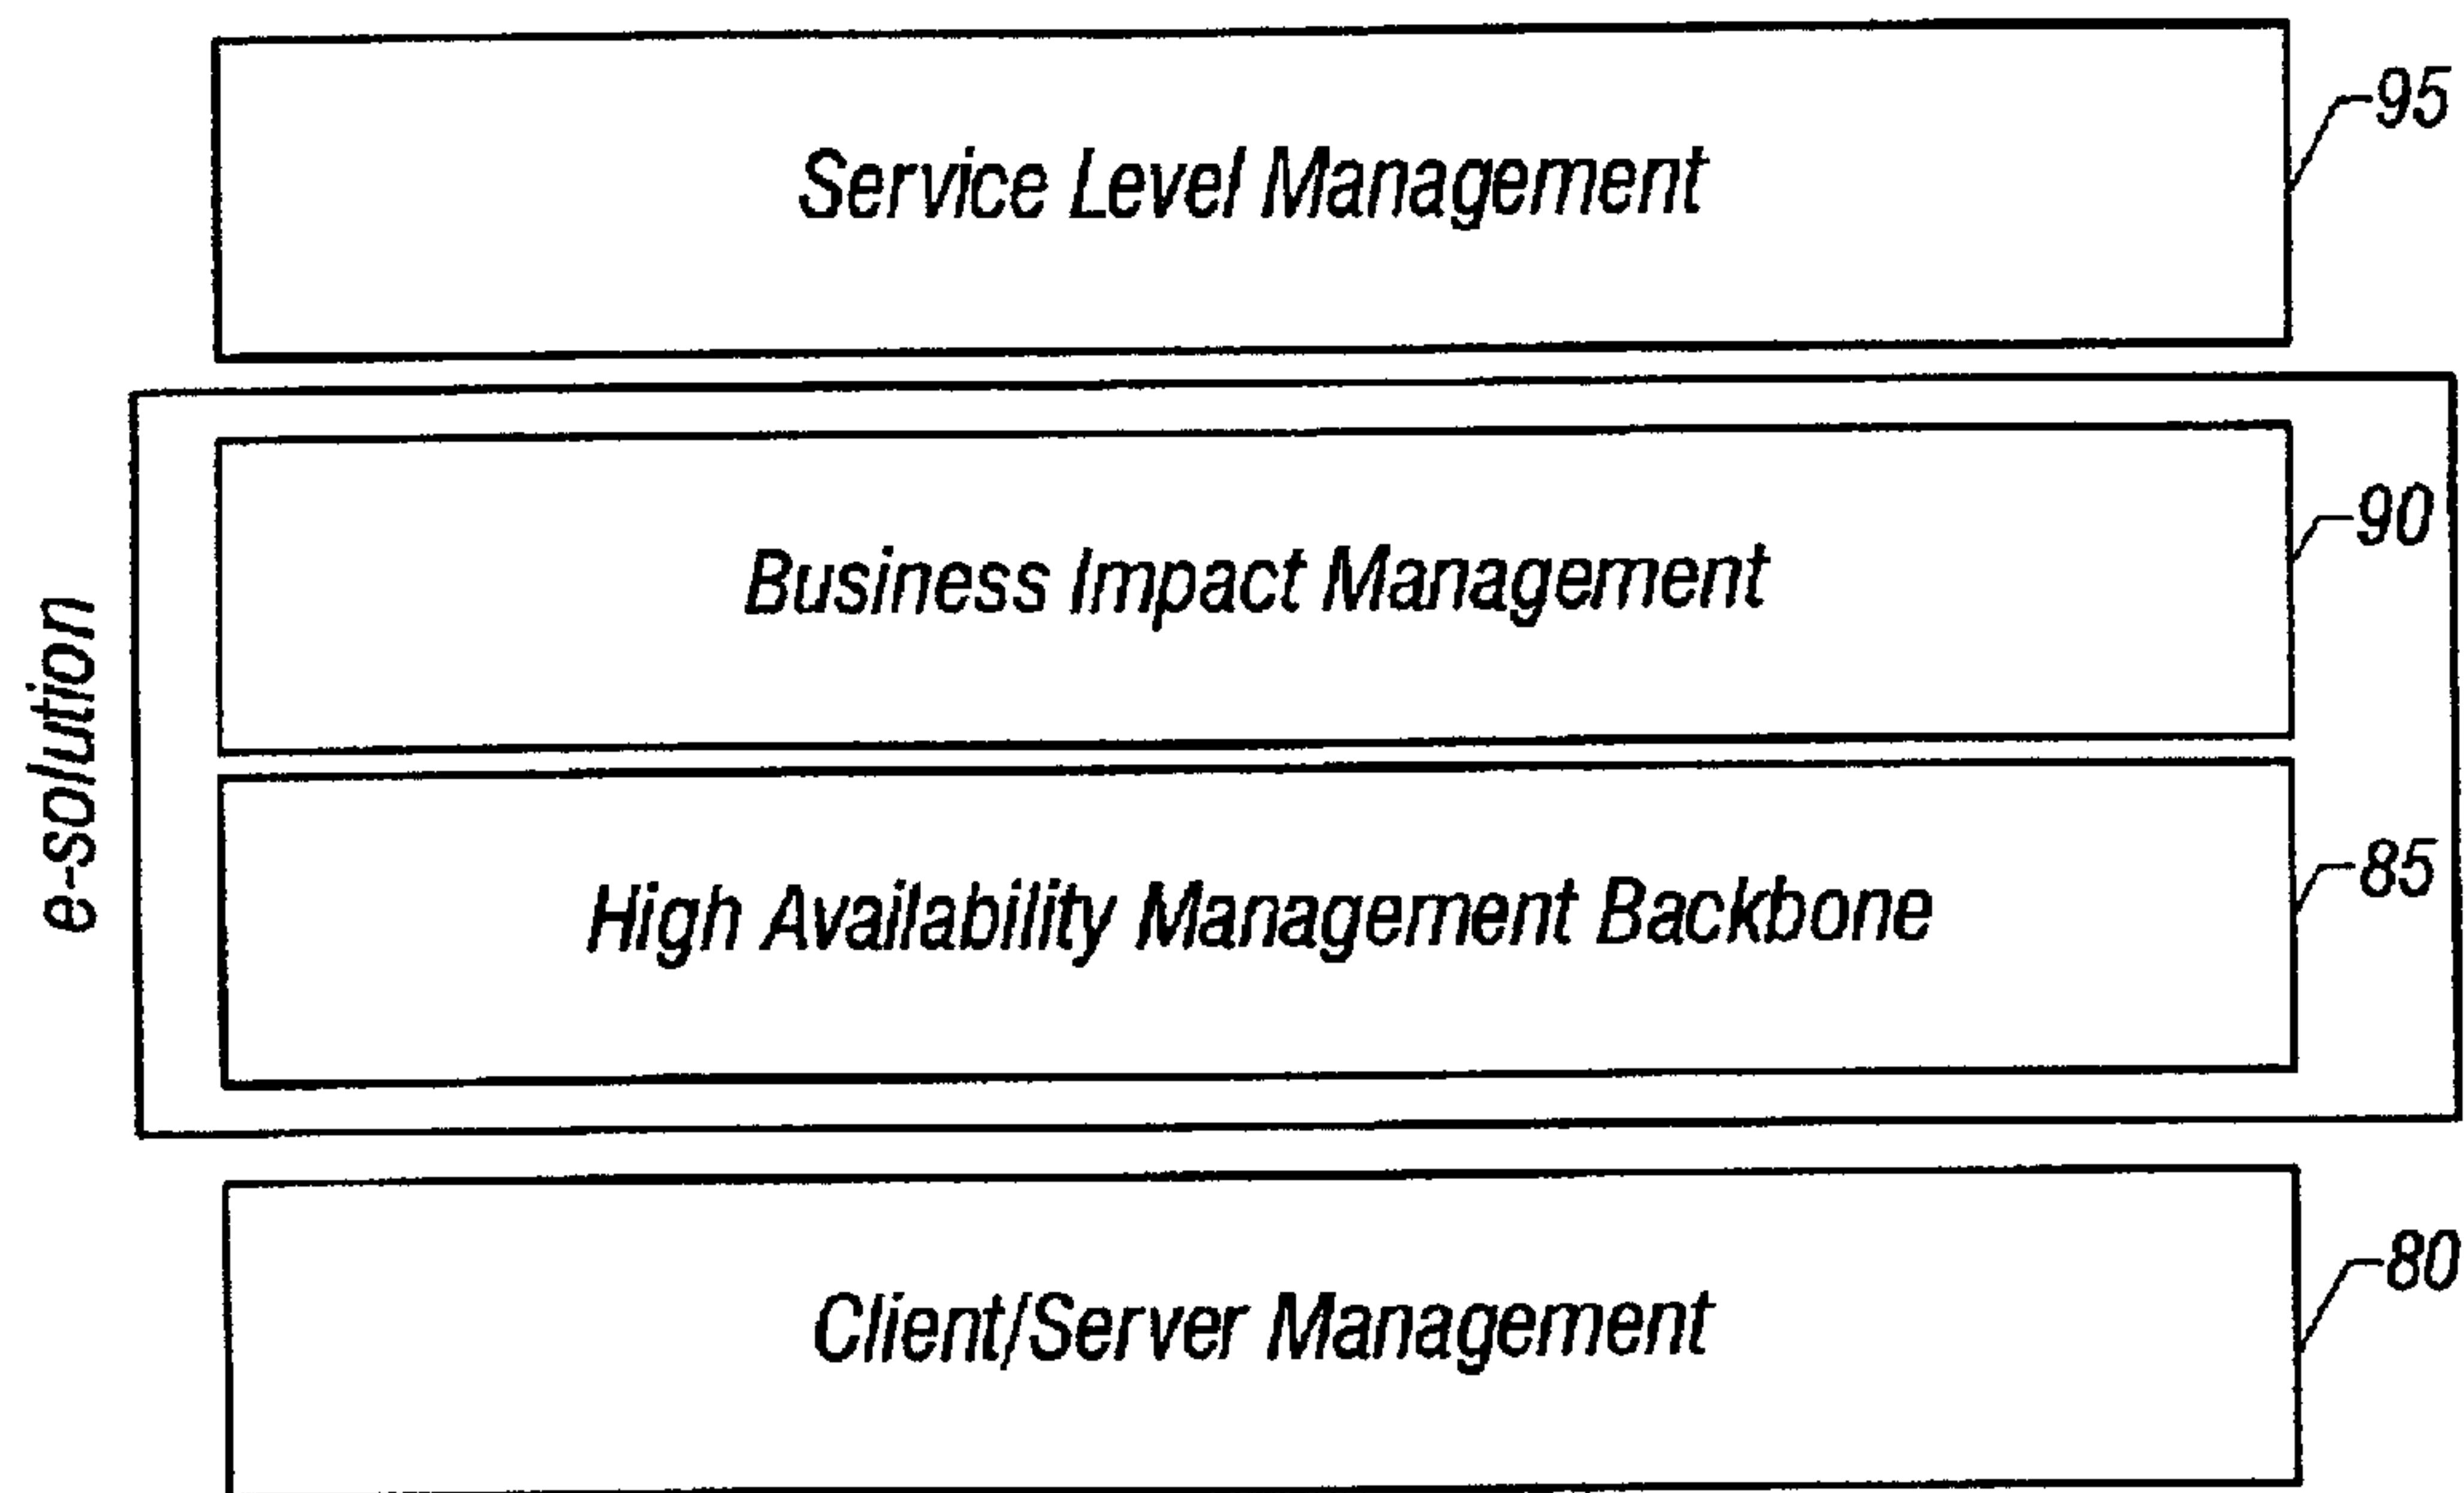 Service Level Management
95
e-solution
Business Impact Management
90
High Availability Management Backbone
85
Client/Server Management
80